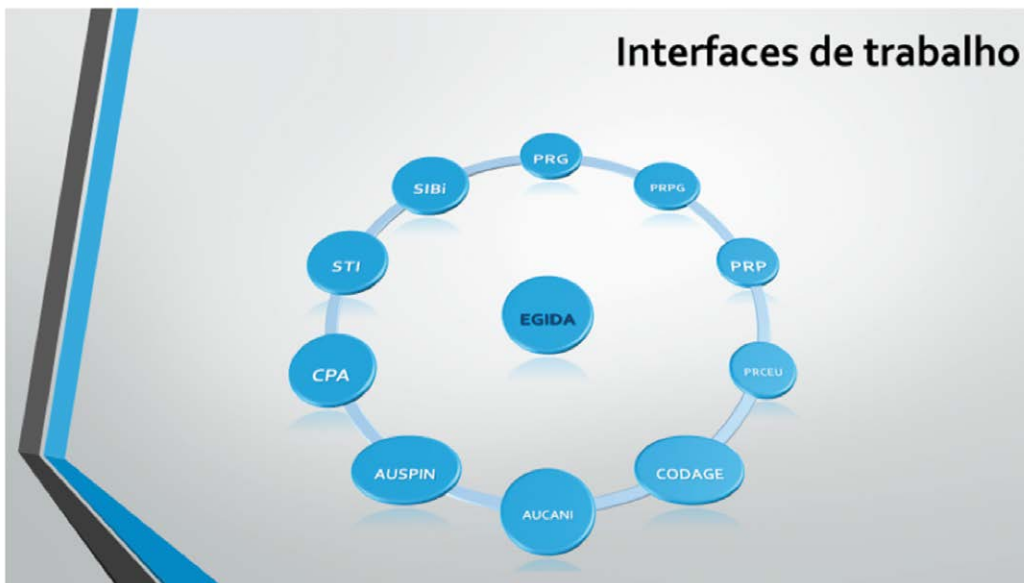 Interfaces de trabalho
PRG
PRPG
PRP
PRCEU
CODAGE
AUCANI
AUSPIN
CPA
STI
SIBi
EGIDA